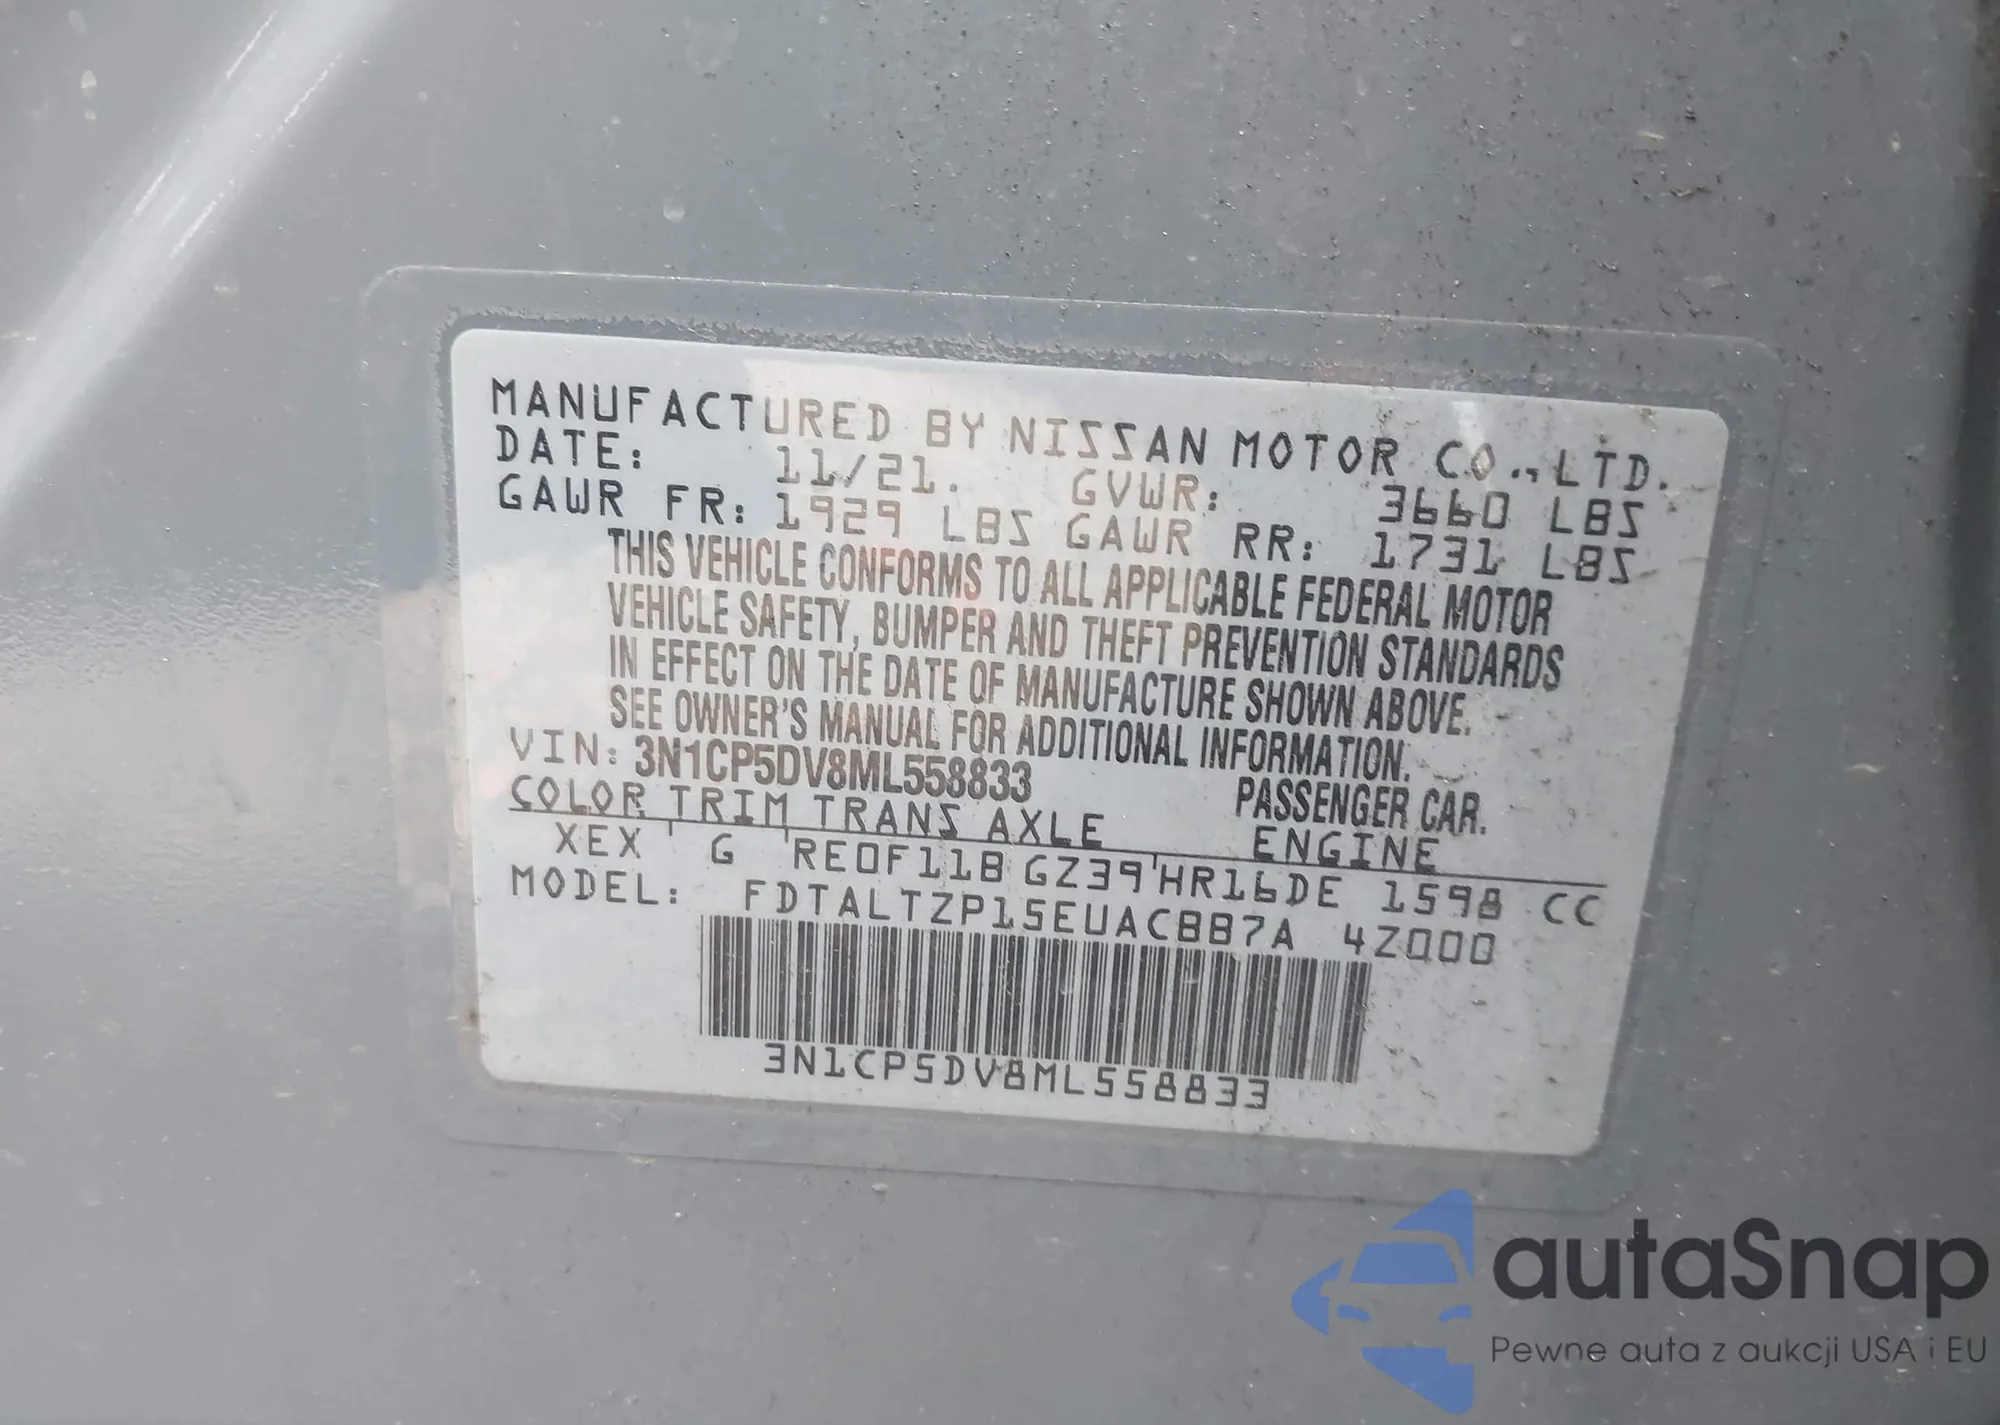 MANUFACTURED BY NISSAN MOTOR CO.,LTD.
DATE: 11/21. GVWR: 3660 LBS
GAWR FR: 1929 LBS GAWR RR: 1731 LBS
THIS VEHICLE CONFORMS TO ALL APPLICABLE FEDERAL MOTOR
VEHICLE SAFETY, BUMPER AND THEFT PREVENTION STANDARDS
IN EFFECT ON THE DATE OF MANUFACTURE SHOWN ABOVE.
SEE OWNER'S MANUAL FOR ADDITIONAL INFORMATION.
VIN: 3N1CP5DV8ML558833 PASSENGER CAR.
COLOR TRIM TRANS AXLE ENGINE
XEX G RE0F11B GZ39 HR16DE 1598 CC
MODEL: FDTALTZP15EUACBB7A 4Z000
3N1CP5DV8ML558833
autaSnap
Pewne auta z aukcji USA i EU